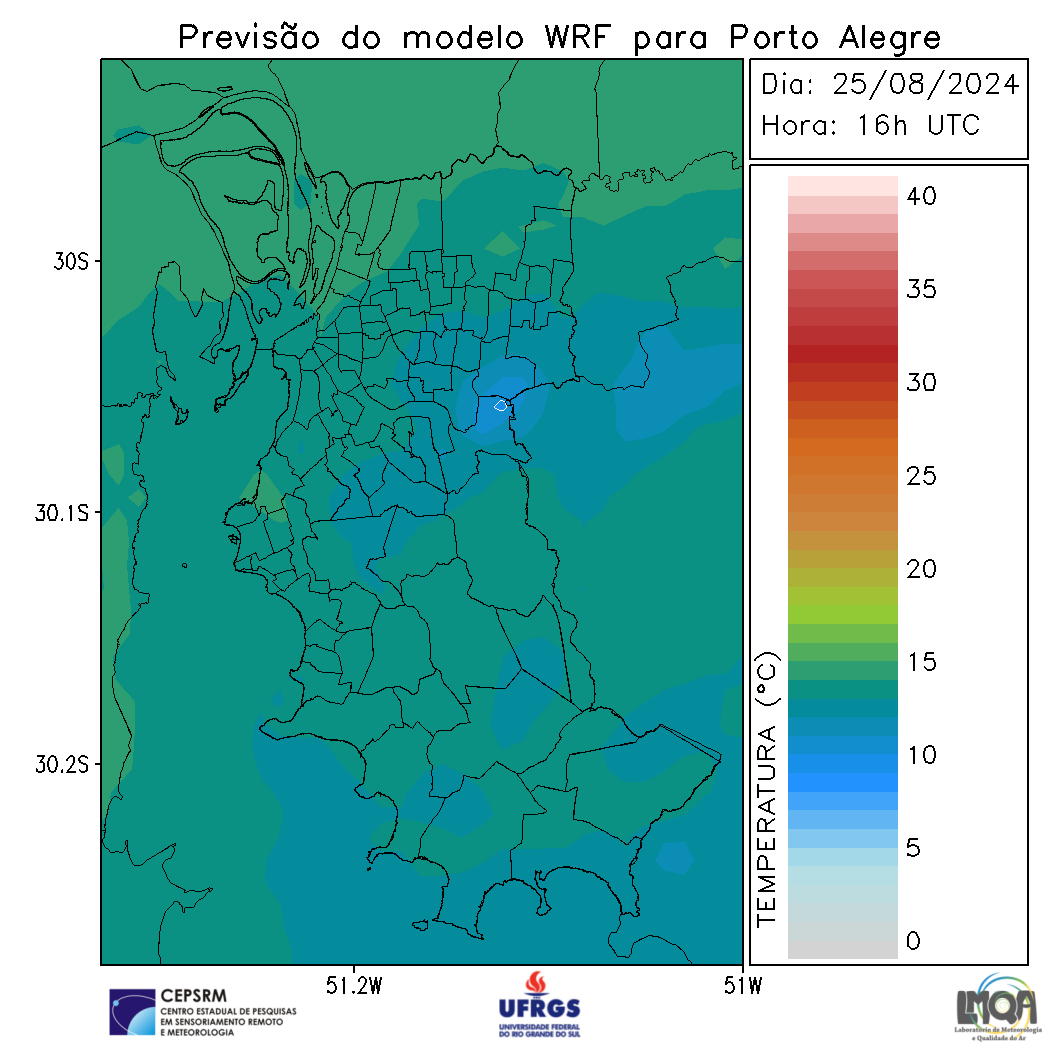 Previsão do modelo WRF para Porto Alegre
Dia: 25/08/2024
Hora: 16h UTC
40
35
30
25
20
15
10
5
0
TEMPERATURA (°C)
30S
30.1S
30.2S
51.2W
51W
CEPSRM
CENTRO ESTADUAL DE PESQUISAS
EM SENSORIAMENTO REMOTO
E METEOROLOGIA
UFRGS
UNIVERSIDADE FEDERAL
DO RIO GRANDE DO SUL
LMQA
Laboratório de Meteorologia
e Qualidade do Ar